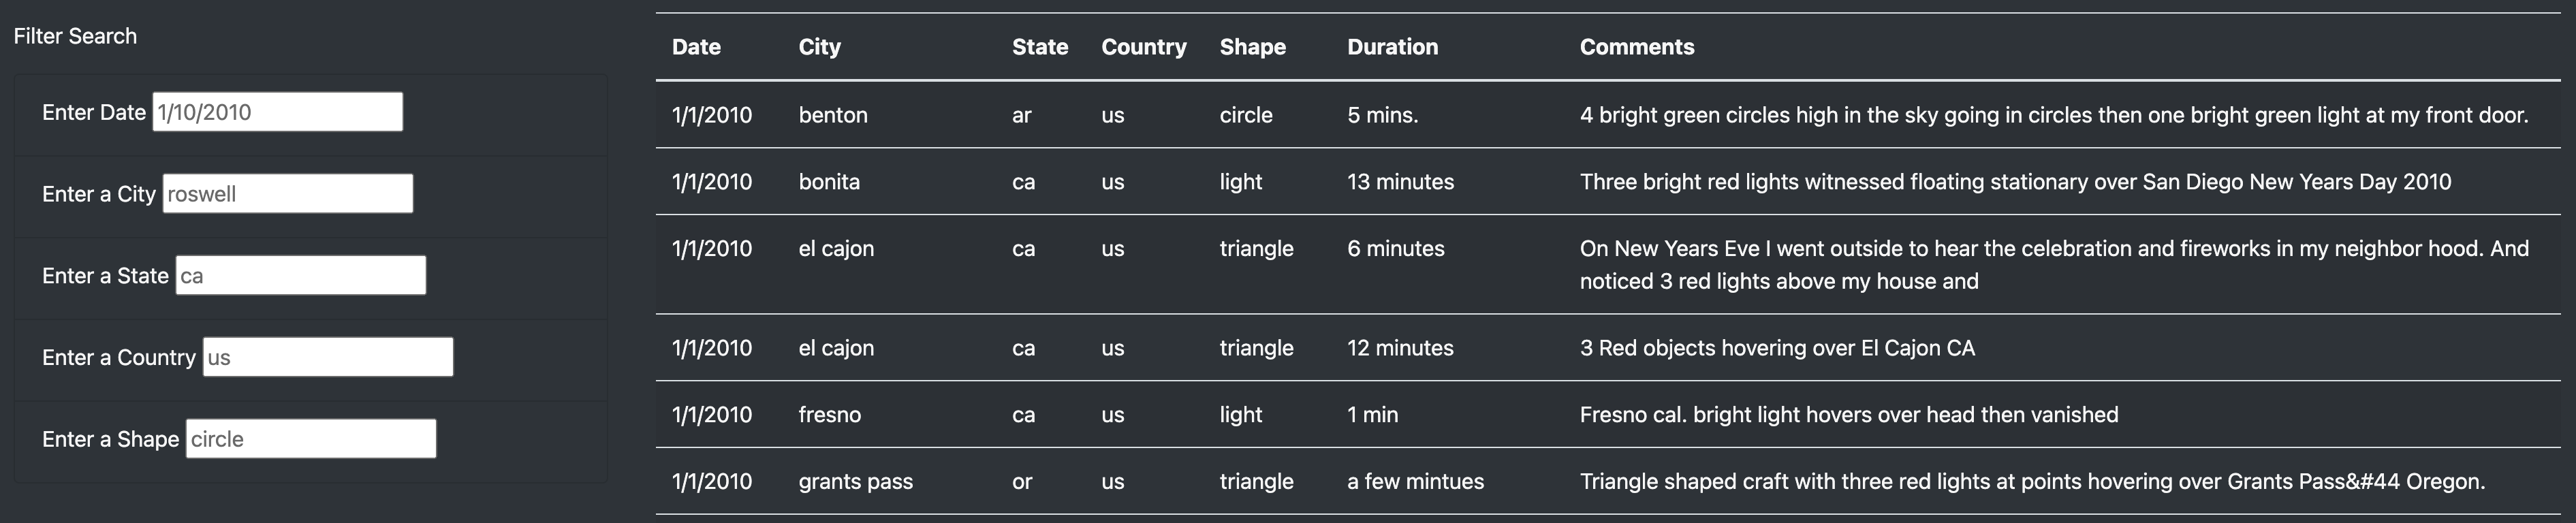 Filter Search
Enter Date 1/10/2010
Enter a City roswell
Enter a State ca
Enter a Country us
Enter a Shape circle
Date City State Country Shape Duration Comments
1/1/2010 benton ar us circle 5 mins. 4 bright green circles high in the sky going in circles then one bright green light at my front door.
1/1/2010 bonita ca us light 13 minutes Three bright red lights witnessed floating stationary over San Diego New Years Day 2010
1/1/2010 el cajon ca us triangle 6 minutes On New Years Eve I went outside to hear the celebration and fireworks in my neighbor hood. And
noticed 3 red lights above my house and
1/1/2010 el cajon ca us triangle 12 minutes 3 Red objects hovering over El Cajon CA
1/1/2010 fresno ca us light 1 min Fresno cal. bright light hovers over head then vanished
1/1/2010 grants pass or us triangle a few mintues Triangle shaped craft with three red lights at points hovering over Grants Pass&#44 Oregon.